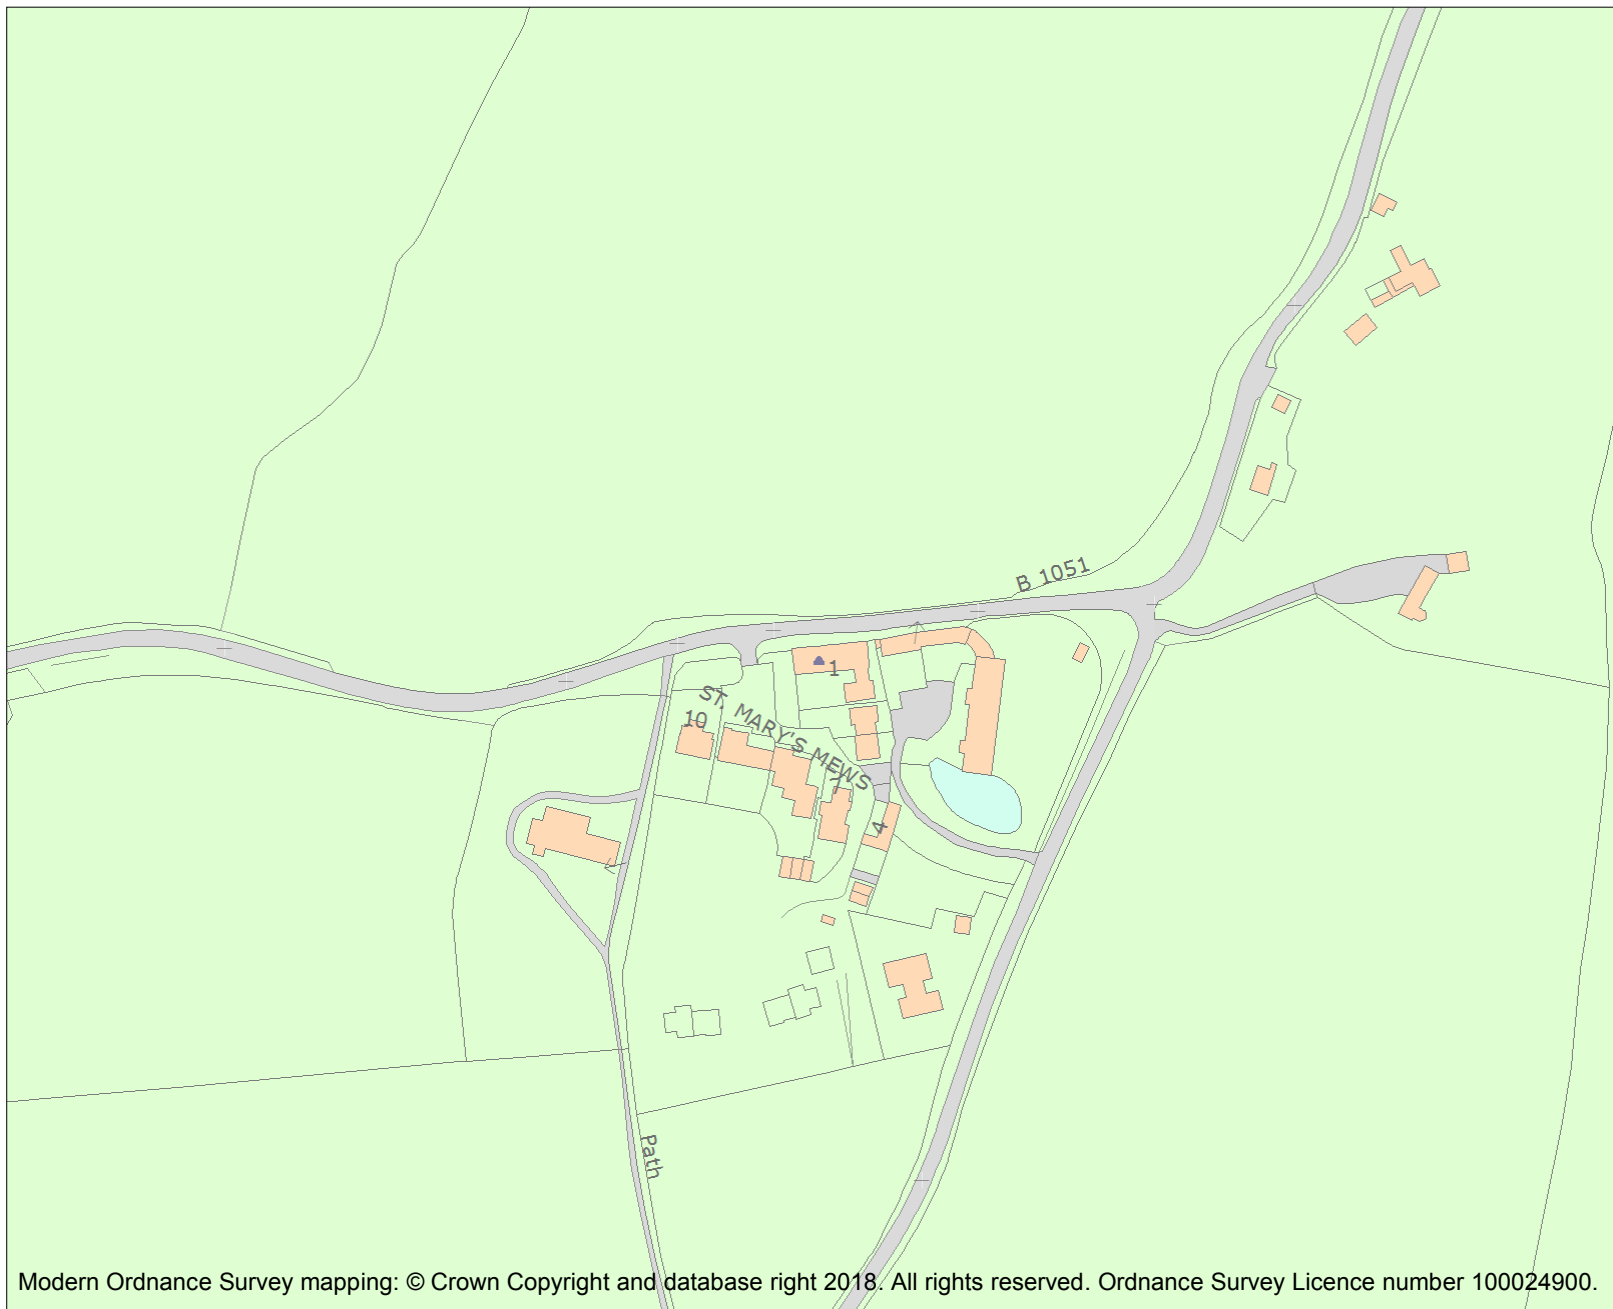 B 1051
1
ST. MARY'S MEWS
10
7
4
Path
Modern Ordnance Survey mapping: © Crown Copyright and database right 2018. All rights reserved. Ordnance Survey Licence number 100024900.